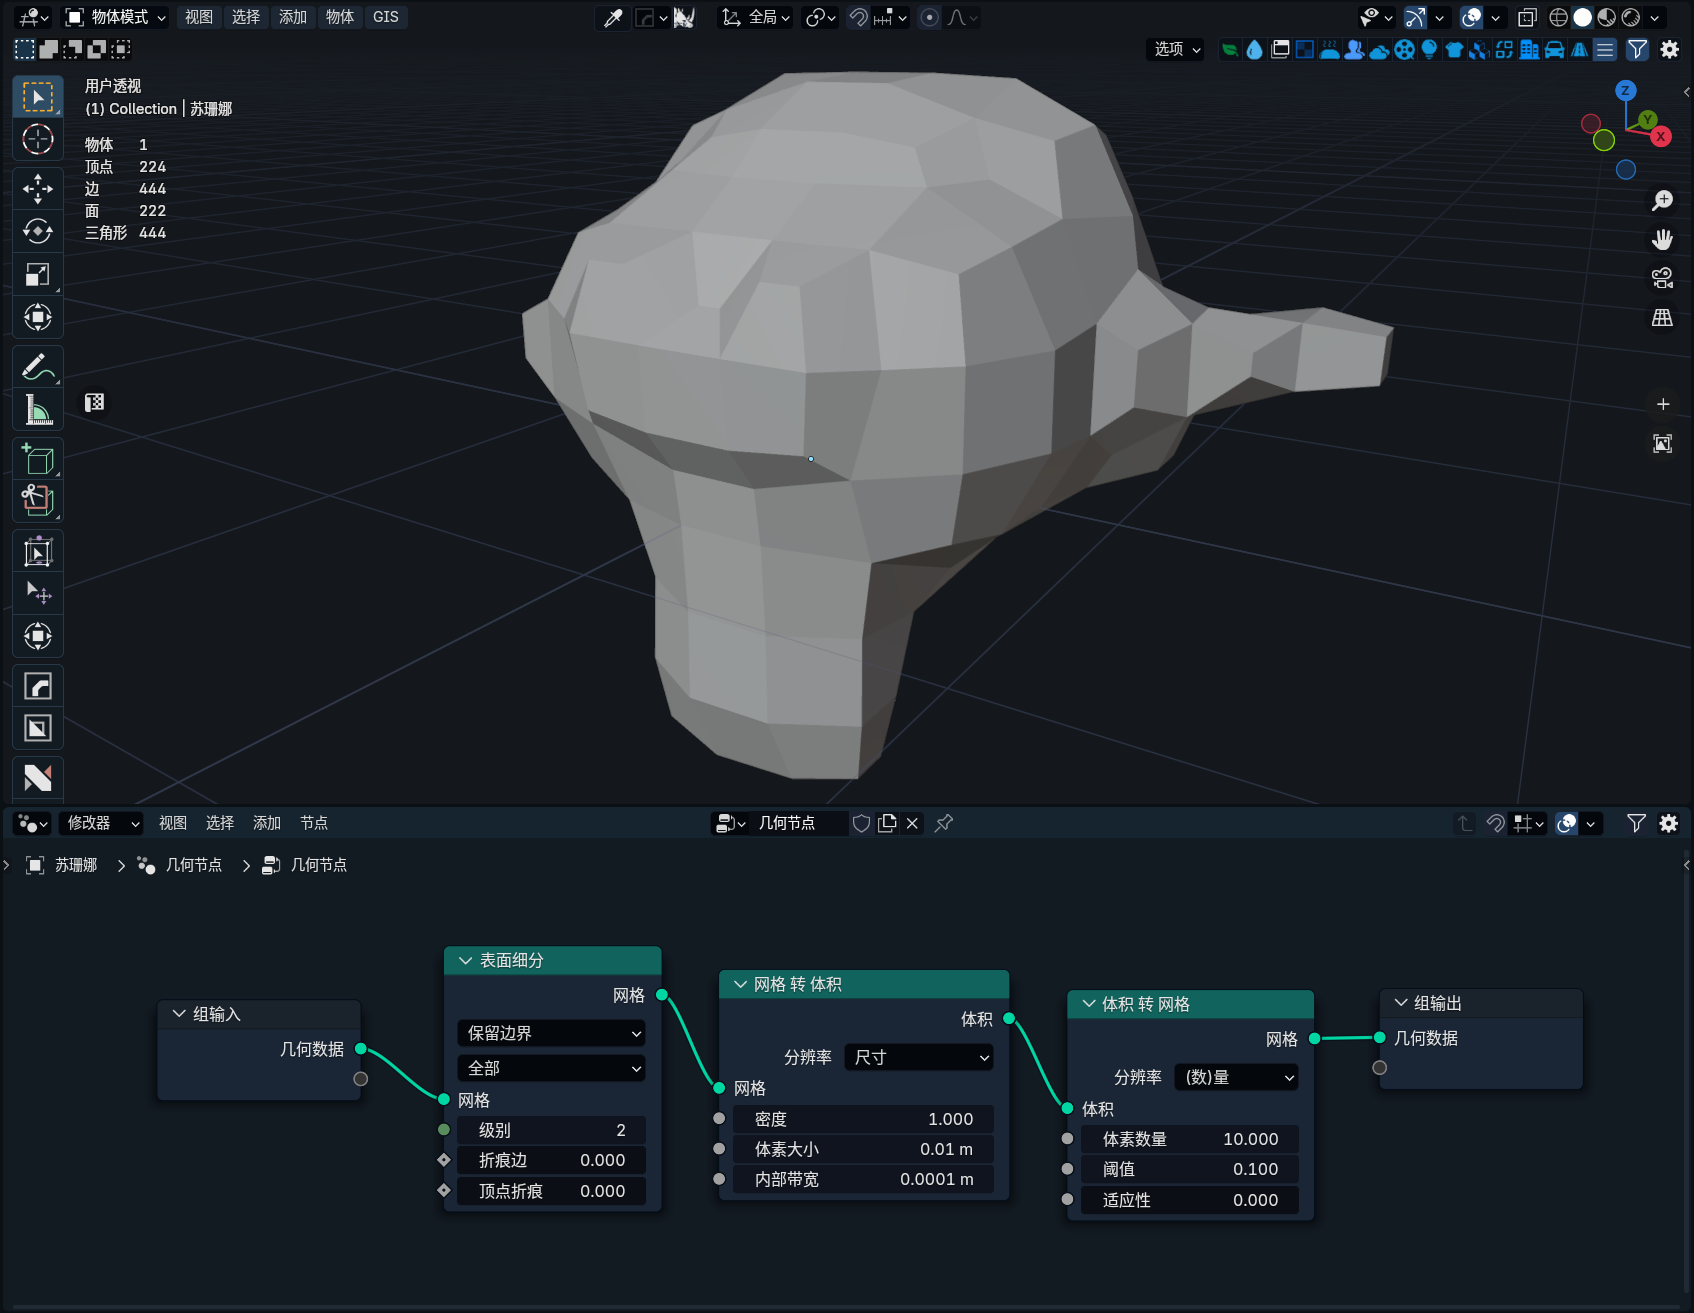 物体模式 视图 选择 添加 物体 GIS 全局
选项
用户透视
(1) Collection | 苏珊娜
物体 1
顶点 224
边 444
面 222
三角形 444
Z
Y
X
修改器 视图 选择 添加 节点 几何节点
苏珊娜 几何节点 几何节点
组输入
几何数据
表面细分
网格
保留边界
全部
网格
级别 2
折痕边 0.000
顶点折痕 0.000
网格 转 体积
体积
分辨率 尺寸
网格
密度 1.000
体素大小 0.01 m
内部带宽 0.0001 m
体积 转 网格
网格
分辨率 (数)量
体积
体素数量 10.000
阈值 0.100
适应性 0.000
组输出
几何数据